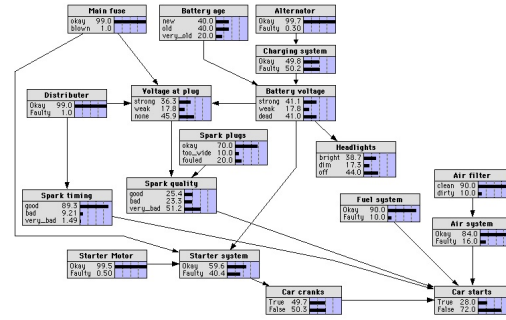 Main fuse
okay 99.0
blown 1.0
Battery age
new 40.0
old 40.0
very_old 20.0
Alternator
Okay 99.7
Faulty 0.30
Charging system
Okay 49.8
Faulty 50.2
Distributer
Okay 99.0
Faulty 1.0
Voltage at plug
strong 36.3
weak 17.8
none 45.9
Battery voltage
strong 41.1
weak 17.8
dead 41.0
Spark plugs
okay 70.0
too_wide 10.0
fouled 20.0
Headlights
bright 38.7
dim 17.3
off 44.0
Air filter
clean 90.0
dirty 10.0
Spark timing
good 89.3
bad 9.21
very_bad 1.49
Spark quality
good 25.4
bad 23.3
very_bad 51.2
Fuel system
Okay 90.0
Faulty 10.0
Air system
Okay 84.0
Faulty 16.0
Starter Motor
Okay 99.5
Faulty 0.50
Starter system
Okay 59.6
Faulty 40.4
Car cranks
True 49.7
False 50.3
Car starts
True 28.0
False 72.0